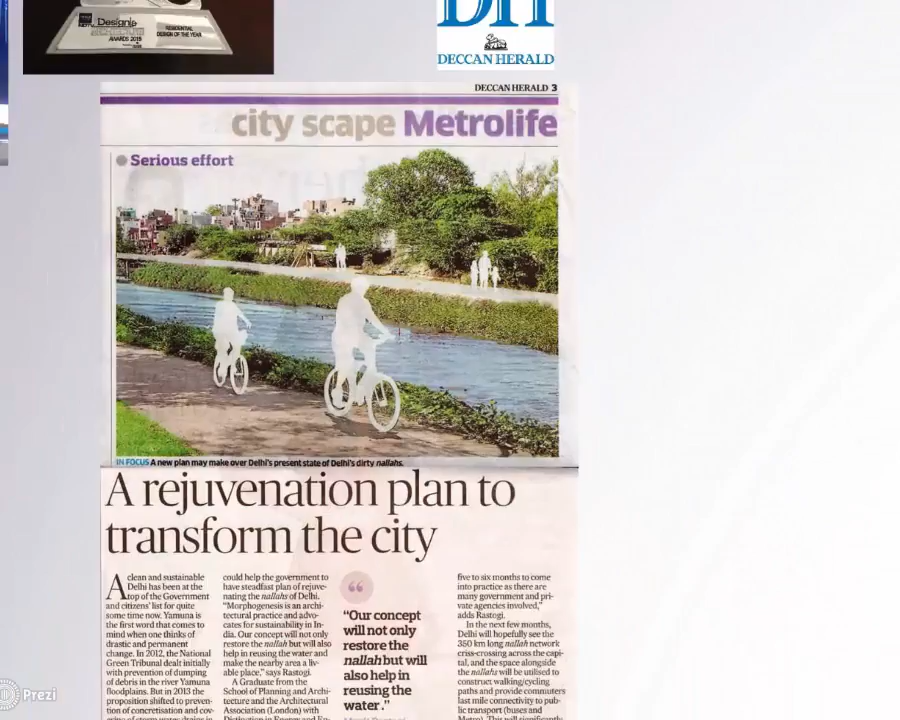 Design
AWARDS 2015
RESIDENTIAL
DESIGN OF THE YEAR
DH
DECCAN HERALD
DECCAN HERALD 3
city scape Metrolife
Serious effort
IN FOCUS A new plan may make over Delhi's present state of Delhi's dirty nallahs.
A rejuvenation plan to
transform the city
A clean and sustainable
Delhi has been at the
top of the Government
and citizens' list for quite
some time now. Yamuna is
the first word that comes to
mind when one thinks of
drastic and permanent
change. In 2012, the National
Green Tribunal dealt initially
with prevention of dumping
of debris in the river Yamuna
floodplains. But in 2013 the
proposition shifted to preven-
tion of concretisation and cov-
could help the government to
have steadfast plan of rejuve-
nating the nallahs of Delhi.
"Morphogenesis is an archi-
tectural practice and advo-
cates for sustainability in In-
dia. Our concept will not only
restore the nallah but will also
help in reusing the water and
make the nearby area a liv-
able place," says Rastogi.
A Graduate from the
School of Planning and Archi-
tecture and the Architectural
Association (London) with
“
“Our concept
will not only
restore the
nallah but will
also help in
reusing the
water.”
five to six months to come
into practice as there are
many government and pri-
vate agencies involved,”
adds Rastogi.
In the next few months,
Delhi will hopefully see the
350 km long nallah network
criss-crossing across the capi-
tal, and the space alongside
the nallahs will be utilised to
construct walking/cycling
paths and provide commuters
last mile connectivity to pub-
lic transport (buses and
Prezi